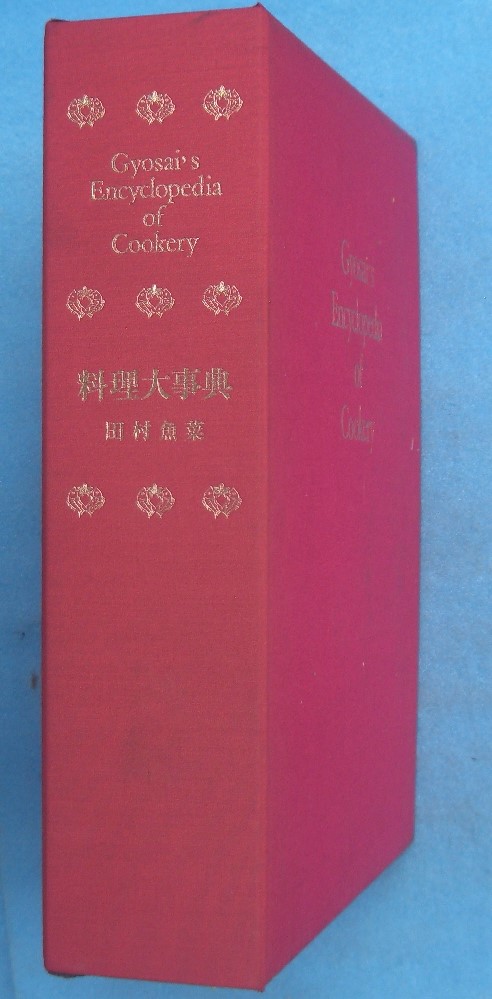 Gyosai's
Encyclopedia
of
Cookery
料理大事典
田村魚菜
Gyosai's
Encyclopedia
of
Cookery